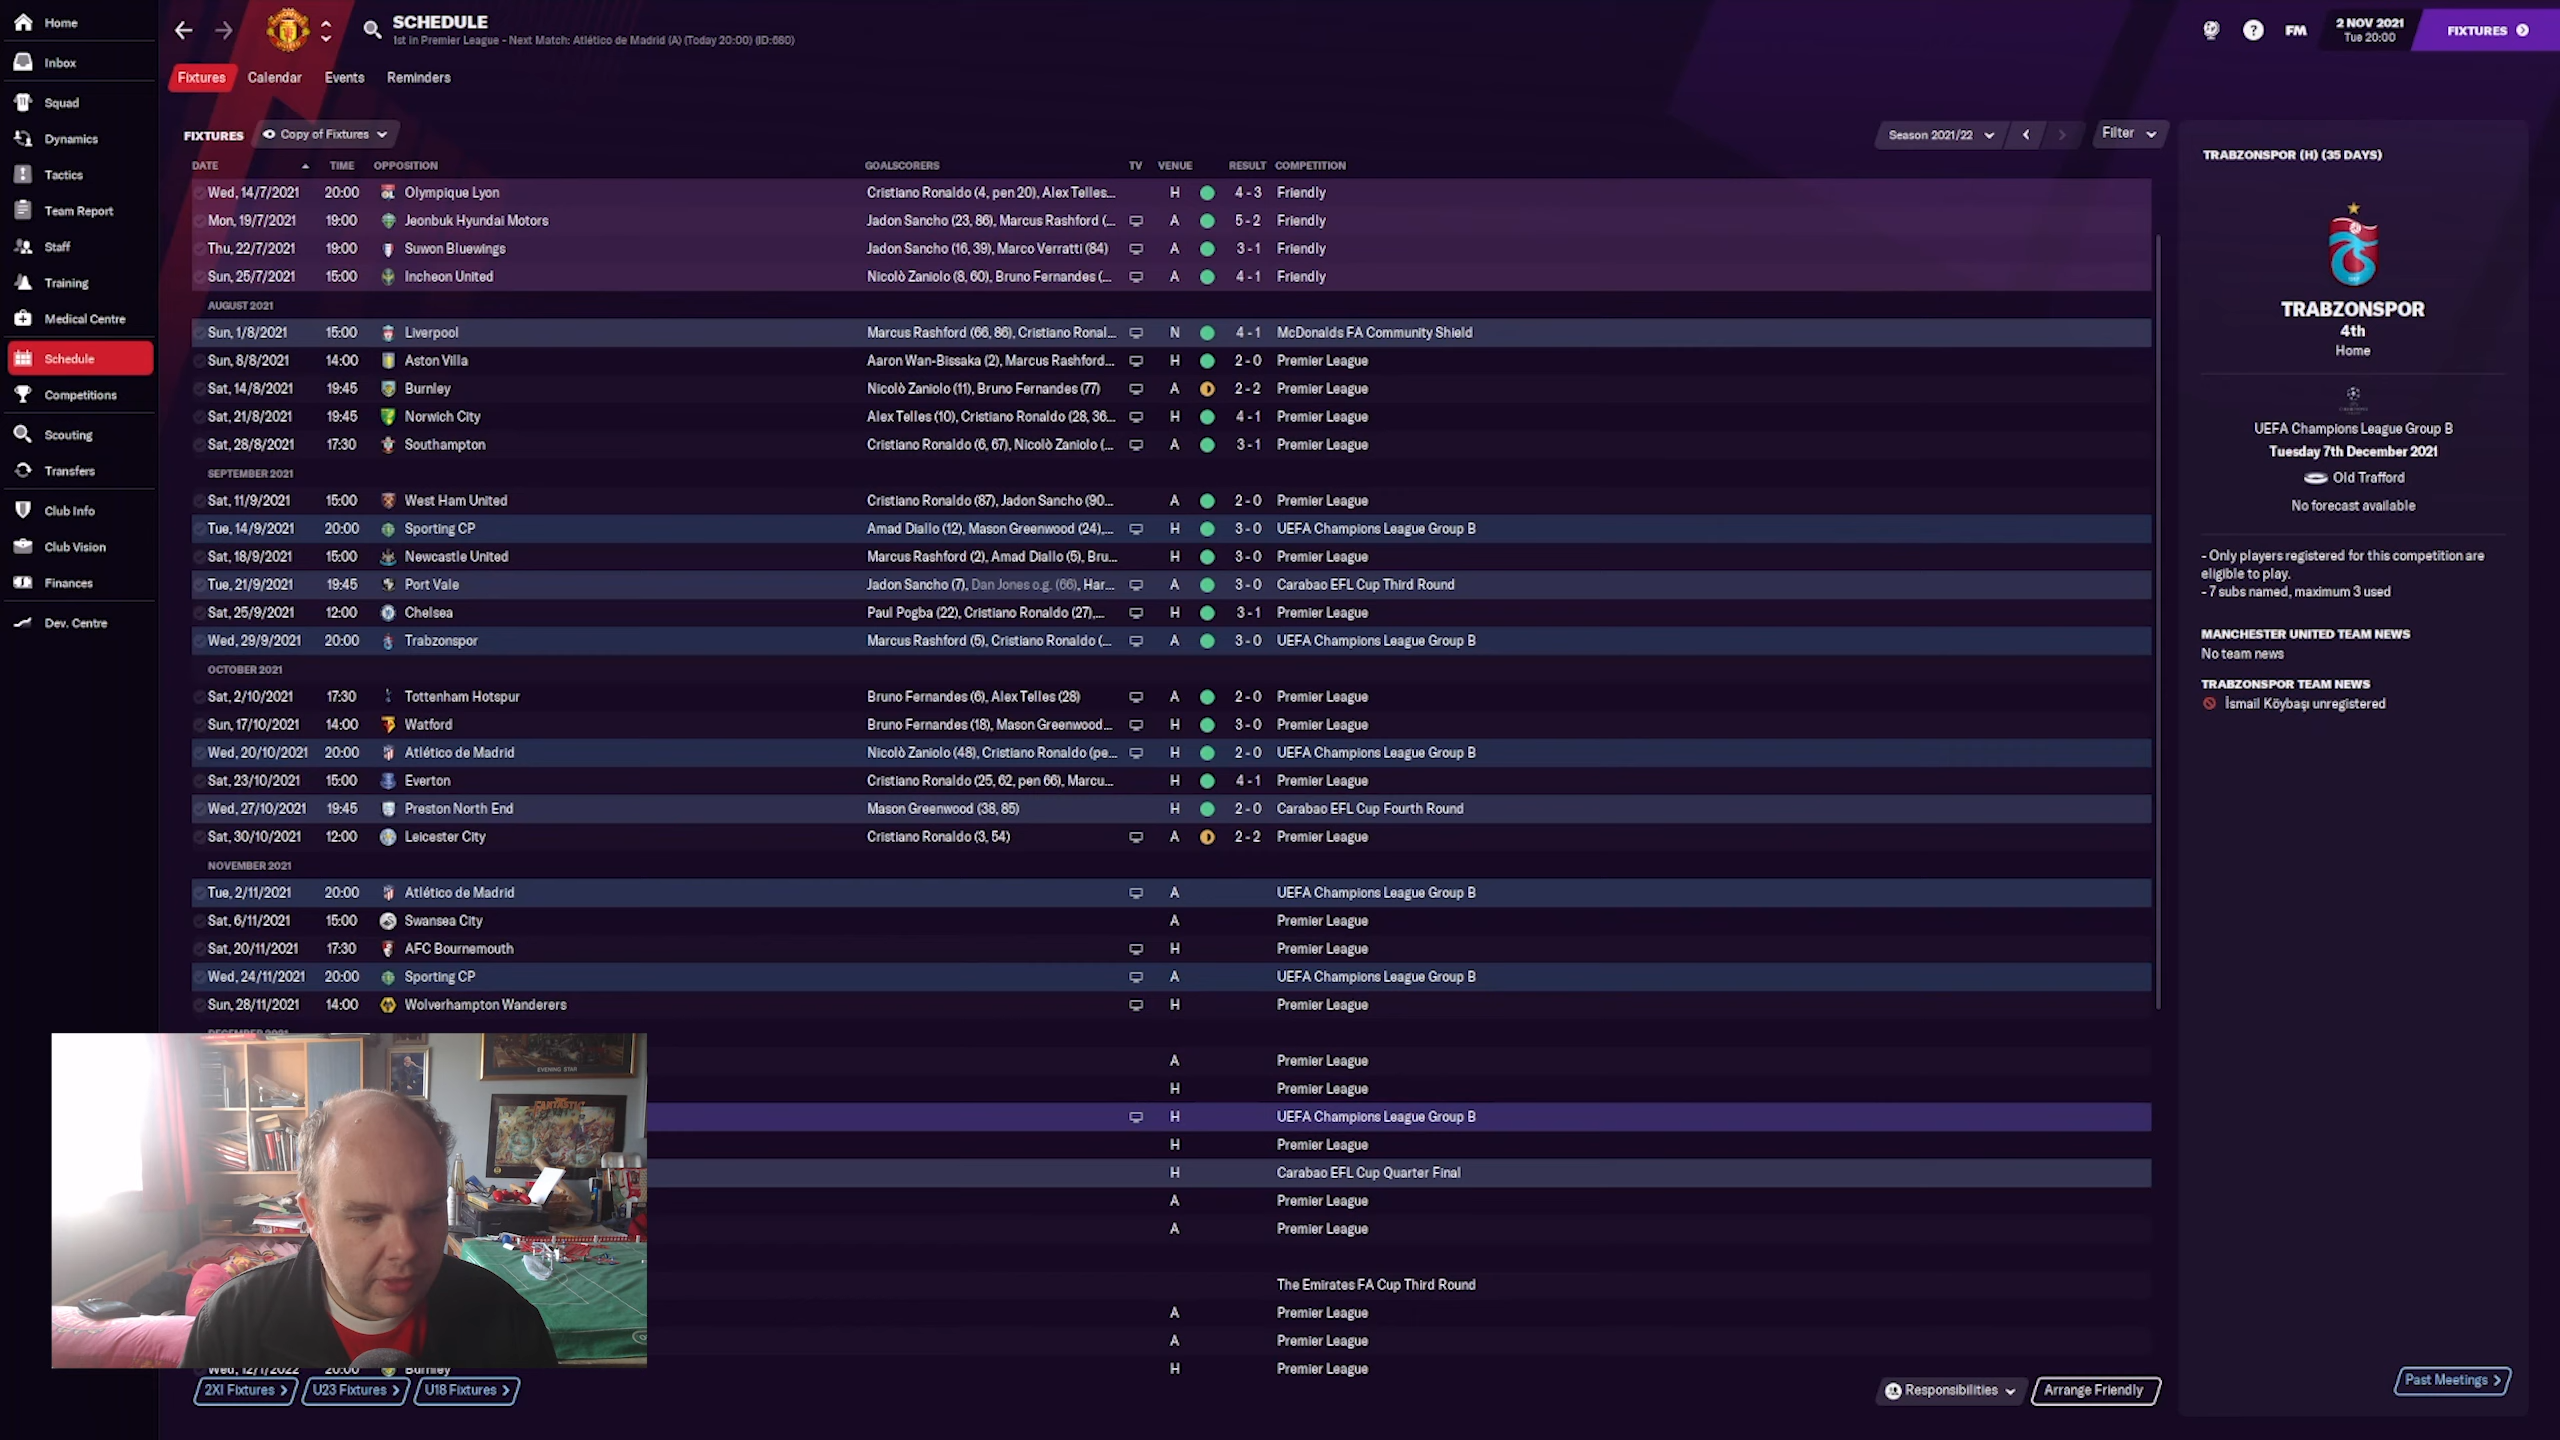 Home
Inbox
Squad
Dynamics
Tactics
Team Report
Staff
Training
Medical Centre
Schedule
Competitions
Scouting
Transfers
Club Info
Club Vision
Finances
Dev. Centre
SCHEDULE
1st in Premier League - Next Match: Atlético de Madrid (A) (Today 20:00) (ID:680)
FM
2 NOV 2021
Tue 20:00
FIXTURES
Fixtures Calendar Events Reminders
FIXTURES Copy of Fixtures
Season 2021/22 Filter
DATE TIME OPPOSITION GOALSCORERS TV VENUE RESULT COMPETITION
Wed, 14/7/2021 20:00 Olympique Lyon Cristiano Ronaldo (4, pen 20), Alex Telles... H 4 - 3 Friendly
Mon, 19/7/2021 19:00 Jeonbuk Hyundai Motors Jadon Sancho (23, 86), Marcus Rashford (... A 5 - 2 Friendly
Thu, 22/7/2021 19:00 Suwon Bluewings Jadon Sancho (16, 39), Marco Verratti (84) A 3 - 1 Friendly
Sun, 25/7/2021 15:00 Incheon United Nicolò Zaniolo (8, 60), Bruno Fernandes (... A 4 - 1 Friendly
AUGUST 2021
Sun, 1/8/2021 15:00 Liverpool Marcus Rashford (66, 86), Cristiano Ronal... N 4 - 1 McDonalds FA Community Shield
Sun, 8/8/2021 14:00 Aston Villa Aaron Wan-Bissaka (2), Marcus Rashford... H 2 - 0 Premier League
Sat, 14/8/2021 19:45 Burnley Nicolò Zaniolo (11), Bruno Fernandes (77) A 2 - 2 Premier League
Sat, 21/8/2021 19:45 Norwich City Alex Telles (10), Cristiano Ronaldo (28, 36... H 4 - 1 Premier League
Sat, 28/8/2021 17:30 Southampton Cristiano Ronaldo (6, 67), Nicolò Zaniolo (... A 3 - 1 Premier League
SEPTEMBER 2021
Sat, 11/9/2021 15:00 West Ham United Cristiano Ronaldo (87), Jadon Sancho (90... A 2 - 0 Premier League
Tue, 14/9/2021 20:00 Sporting CP Amad Diallo (12), Mason Greenwood (24),... H 3 - 0 UEFA Champions League Group B
Sat, 18/9/2021 15:00 Newcastle United Marcus Rashford (2), Amad Diallo (5), Bru... H 3 - 0 Premier League
Tue, 21/9/2021 19:45 Port Vale Jadon Sancho (7), Dan Jones o.g. (66), Har... A 3 - 0 Carabao EFL Cup Third Round
Sat, 25/9/2021 12:00 Chelsea Paul Pogba (22), Cristiano Ronaldo (27),... H 3 - 1 Premier League
Wed, 29/9/2021 20:00 Trabzonspor Marcus Rashford (5), Cristiano Ronaldo (... A 3 - 0 UEFA Champions League Group B
OCTOBER 2021
Sat, 2/10/2021 17:30 Tottenham Hotspur Bruno Fernandes (6), Alex Telles (28) A 2 - 0 Premier League
Sun, 17/10/2021 14:00 Watford Bruno Fernandes (18), Mason Greenwood... H 3 - 0 Premier League
Wed, 20/10/2021 20:00 Atlético de Madrid Nicolò Zaniolo (48), Cristiano Ronaldo (pe... H 2 - 0 UEFA Champions League Group B
Sat, 23/10/2021 15:00 Everton Cristiano Ronaldo (25, 62, pen 66), Marcu... H 4 - 1 Premier League
Wed, 27/10/2021 19:45 Preston North End Mason Greenwood (38, 85) H 2 - 0 Carabao EFL Cup Fourth Round
Sat, 30/10/2021 12:00 Leicester City Cristiano Ronaldo (3, 54) A 2 - 2 Premier League
NOVEMBER 2021
Tue, 2/11/2021 20:00 Atlético de Madrid A UEFA Champions League Group B
Sat, 6/11/2021 15:00 Swansea City A Premier League
Sat, 20/11/2021 17:30 AFC Bournemouth H Premier League
Wed, 24/11/2021 20:00 Sporting CP A UEFA Champions League Group B
Sun, 28/11/2021 14:00 Wolverhampton Wanderers H Premier League
DECEMBER 2021
A Premier League
H Premier League
H UEFA Champions League Group B
H Premier League
H Carabao EFL Cup Quarter Final
A Premier League
A Premier League
The Emirates FA Cup Third Round
A Premier League
A Premier League
Wed, 12/1/2022 20:00 Burnley H Premier League
EVENING STAR
FANTASTIC
2XI Fixtures U23 Fixtures U18 Fixtures
Responsibilities Arrange Friendly
TRABZONSPOR (H) (35 DAYS)
TRABZONSPOR
4th
Home
UEFA Champions League Group B
Tuesday 7th December 2021
Old Trafford
No forecast available
- Only players registered for this competition are
eligible to play.
- 7 subs named, maximum 3 used
MANCHESTER UNITED TEAM NEWS
No team news
TRABZONSPOR TEAM NEWS
İsmail Köybaşı unregistered
Past Meetings